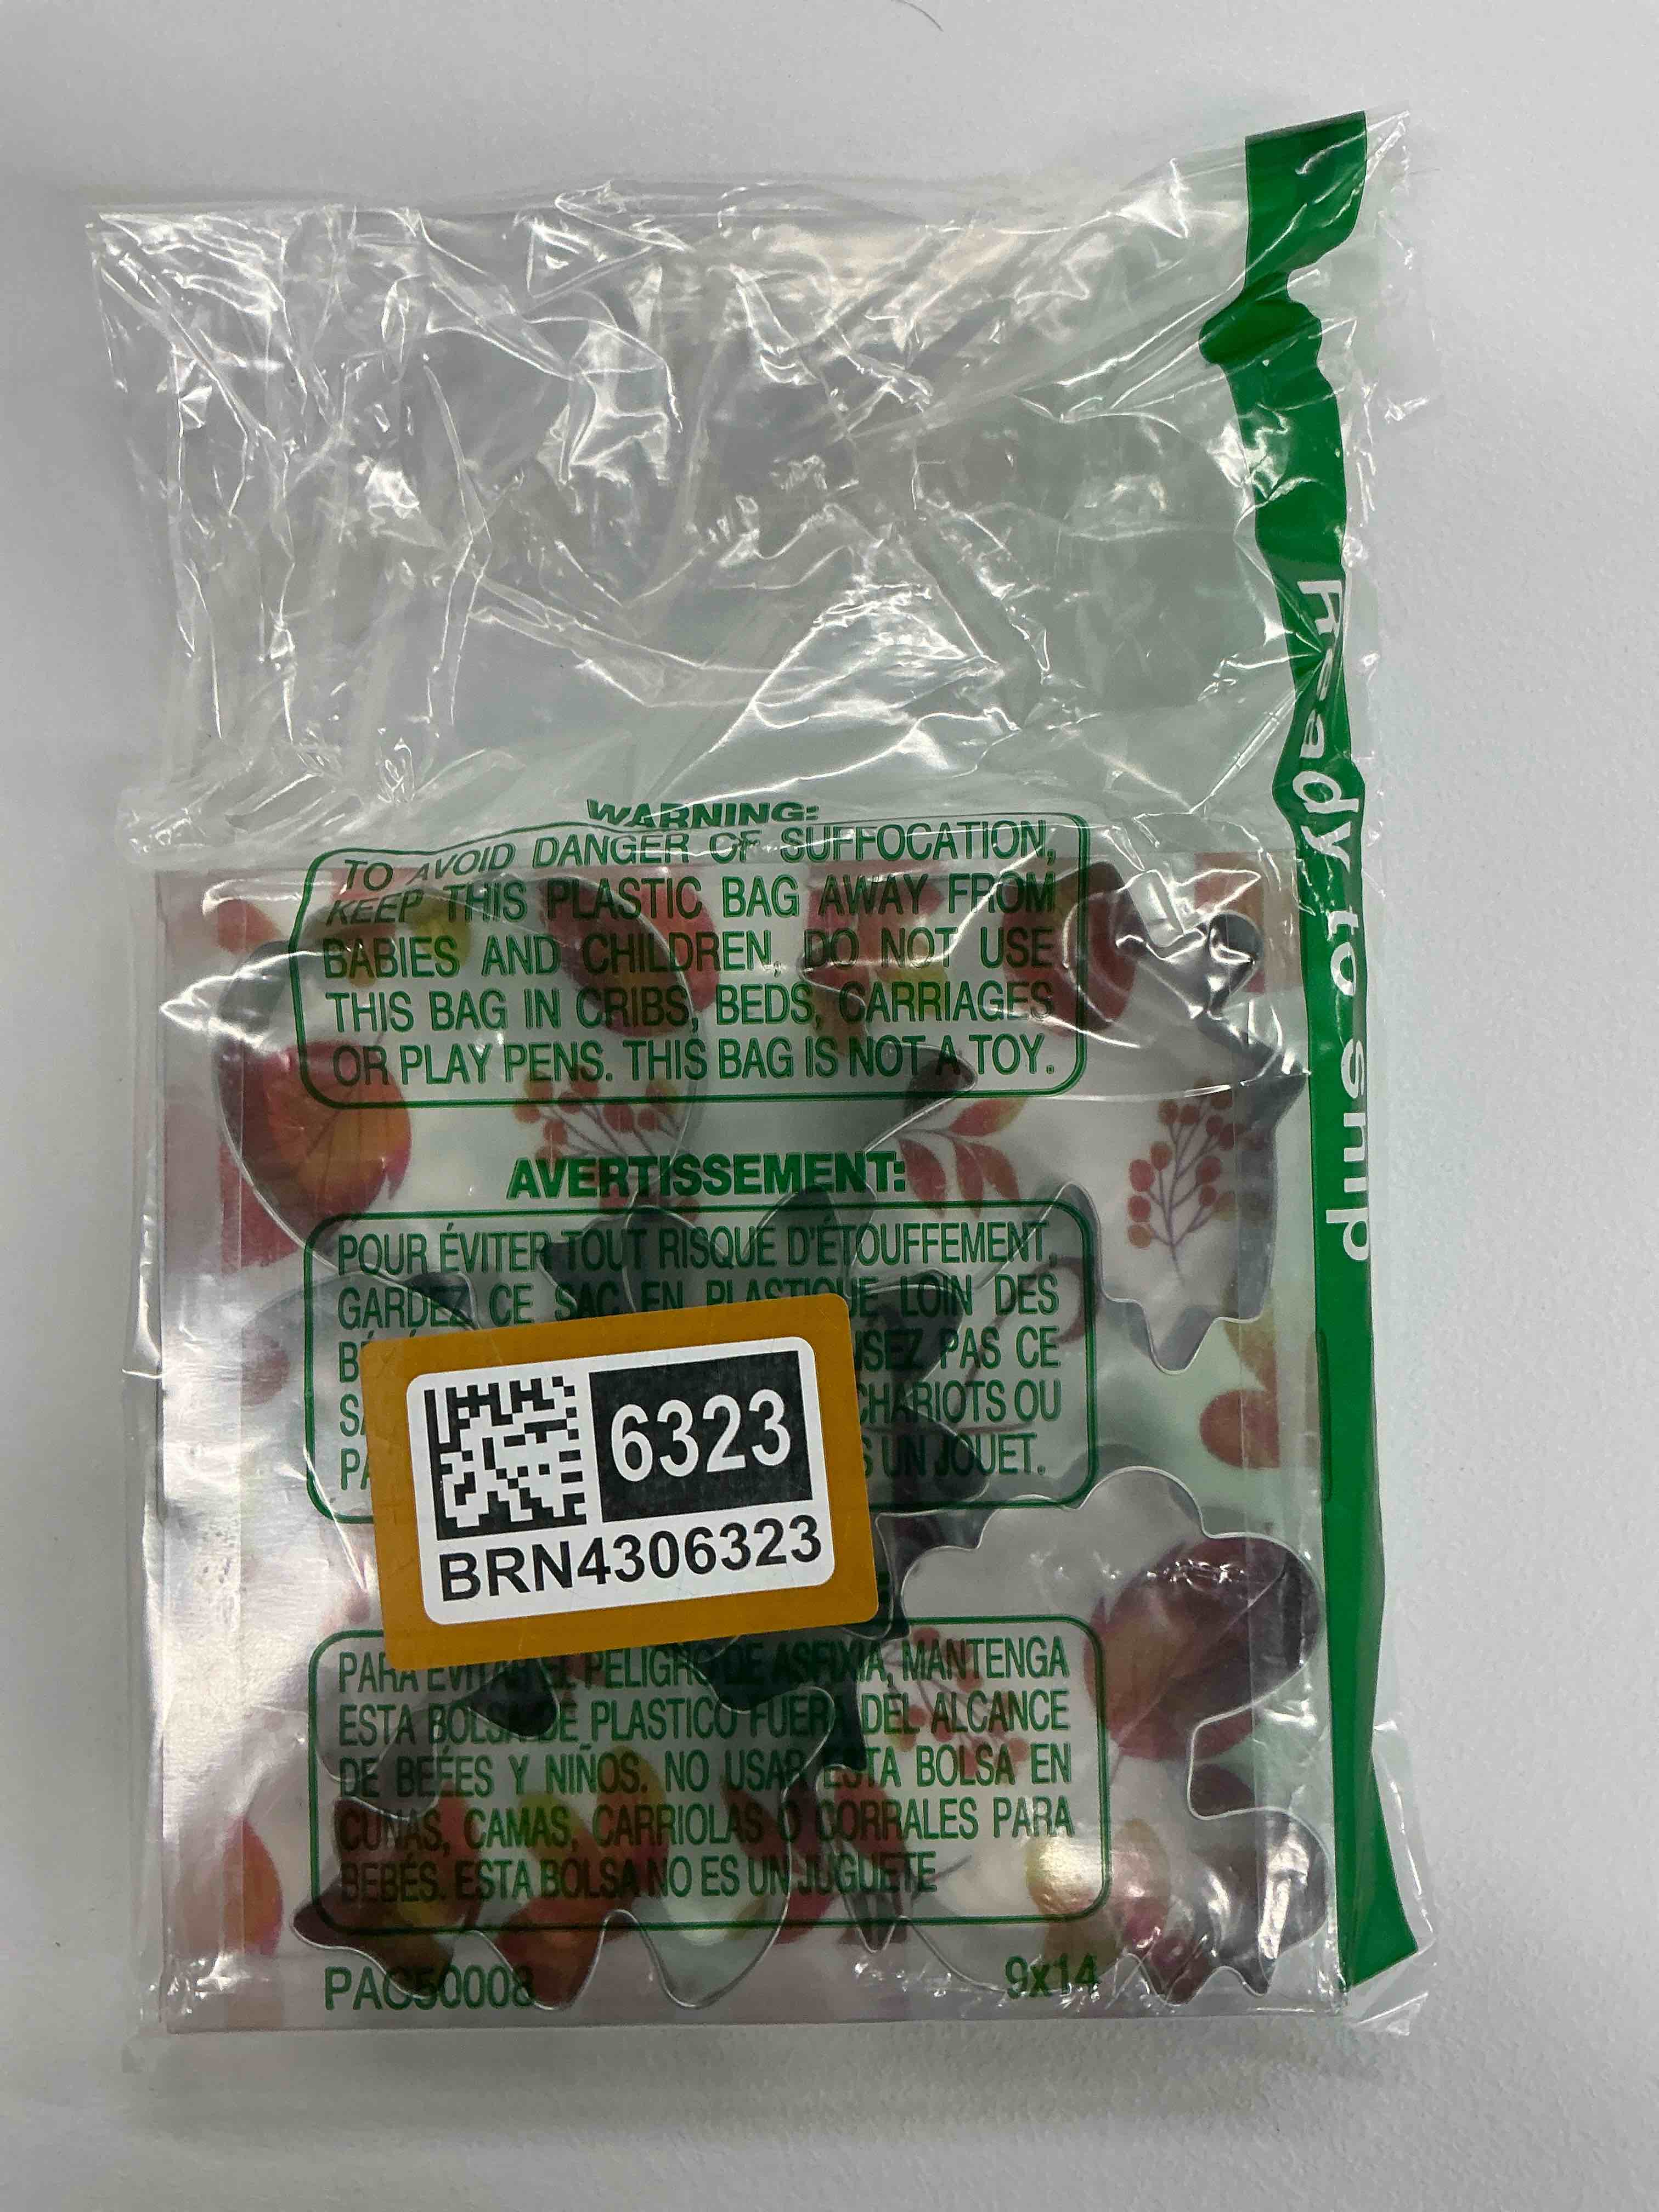 Ready to Ship
WARNING:
TO AVOID DANGER OF SUFFOCATION,
KEEP THIS PLASTIC BAG AWAY FROM
BABIES AND CHILDREN, DO NOT USE
THIS BAG IN CRIBS, BEDS, CARRIAGES
OR PLAY PENS. THIS BAG IS NOT A TOY.
AVERTISSEMENT:
POUR ÉVITER TOUT RISQUE D'ÉTOUFFEMENT,
GARDEZ CE SAC EN PLASTIQUE LOIN DES
PAS CE
CHARIOTS OU
UN JOUET.
6323
BRN4306323
PARA EVITAR EL PELIGRO DE ASFIXIA, MANTENGA
ESTA BOLSA DE PLASTICO FUERA DEL ALCANCE
DE BEÉES Y NIÑOS. NO USAR ESTA BOLSA EN
CUNAS, CAMAS, CARRIOLAS O CORRALES PARA
BEBÉS. ESTA BOLSA NO ES UN JUGUETE
PAC50008
9x14